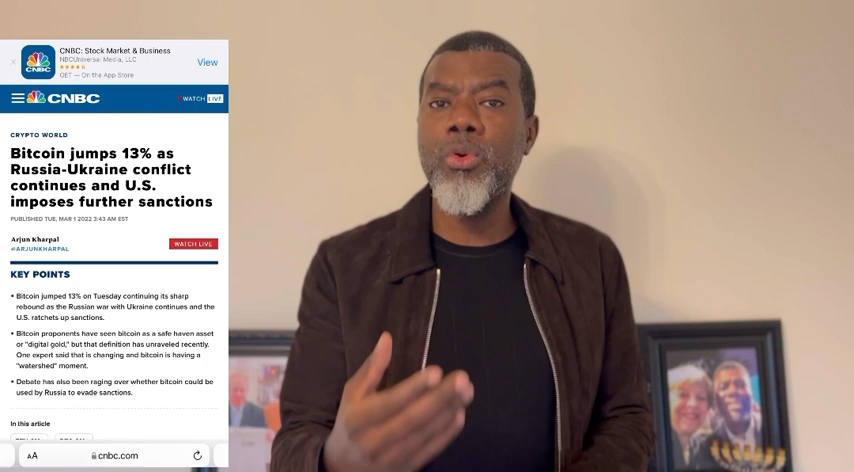 CNBC: Stock Market & Business
NBCUniversal Media, LLC
GET — On the App Store
View
CNBC
CNBC
WATCH LIVE
CRYPTO WORLD
Bitcoin jumps 13% as
Russia-Ukraine conflict
continues and U.S.
imposes further sanctions
PUBLISHED TUE, MAR 1 2022 3:43 AM EST
Arjun Kharpal
@ARJUNKHARPAL
WATCH LIVE
KEY POINTS
• Bitcoin jumped 13% on Tuesday continuing its sharp
rebound as the Russian war with Ukraine continues and the
U.S. ratchets up sanctions.
• Bitcoin proponents have seen bitcoin as a safe haven asset
or "digital gold," but that definition has unraveled recently.
One expert said that is changing and bitcoin is having a
"watershed" moment.
• Debate has also been raging over whether bitcoin could be
used by Russia to evade sanctions.
In this article
AA
cnbc.com